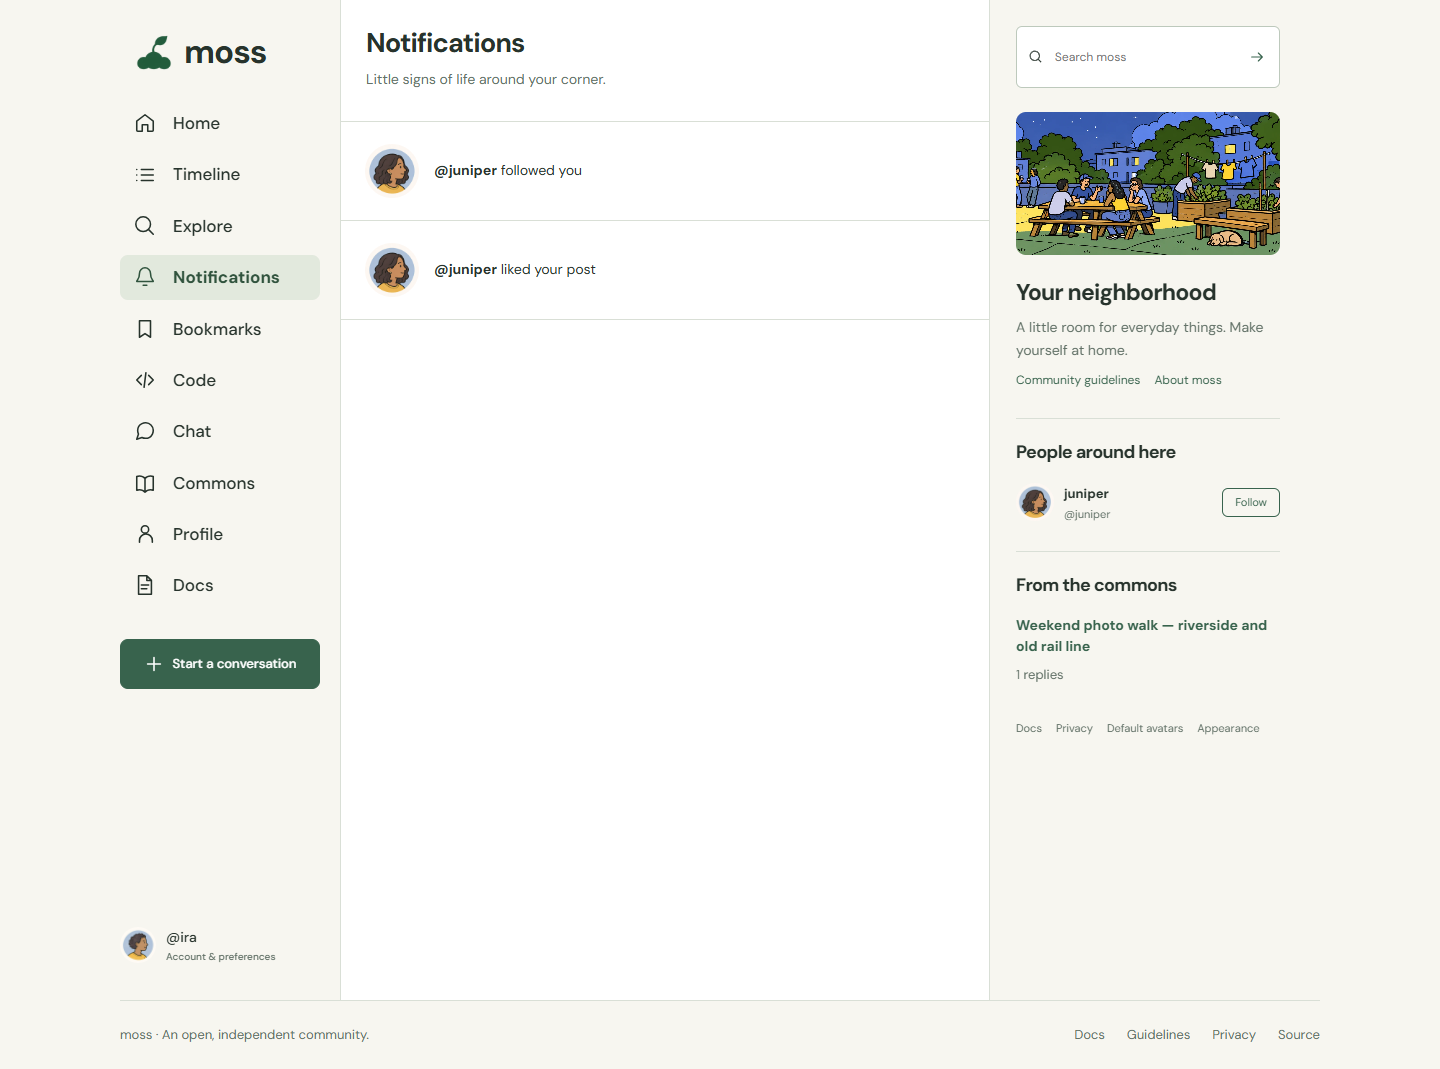 moss
Home
Timeline
Explore
Notifications
Bookmarks
Code
Chat
Commons
Profile
Docs
Start a conversation
@ira
Account & preferences
Notifications
Little signs of life around your corner.
@juniper followed you
@juniper liked your post
Search moss
Your neighborhood
A little room for everyday things. Make
yourself at home.
Community guidelines About moss
People around here
juniper
@juniper
Follow
From the commons
Weekend photo walk — riverside and
old rail line
1 replies
Docs Privacy Default avatars Appearance
moss · An open, independent community.
Docs Guidelines Privacy Source